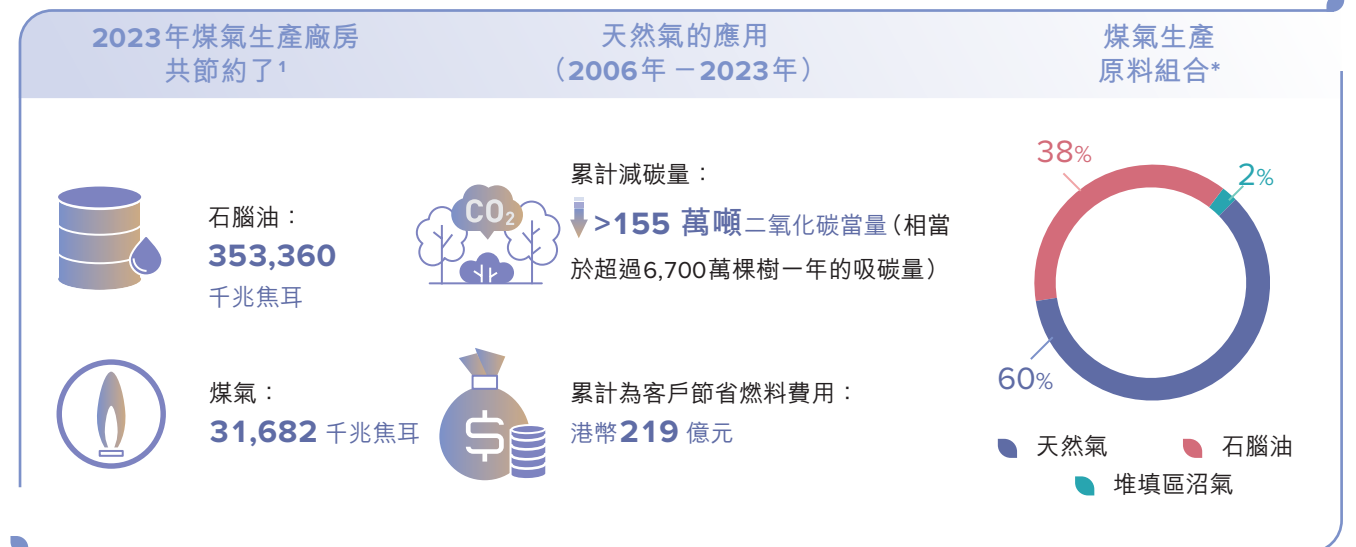 2023年煤氣生產廠房
共節約了¹
石腦油：
353,360
千兆焦耳
煤氣：
31,682 千兆焦耳
天然氣的應用
（2006年－2023年）
CO₂
累計減碳量：
>155 萬噸二氧化碳當量（相當
於超過6,700萬棵樹一年的吸碳量）
$
累計為客戶節省燃料費用：
港幣219 億元
煤氣生產
原料組合*
38%
2%
60%
天然氣
石腦油
堆填區沼氣